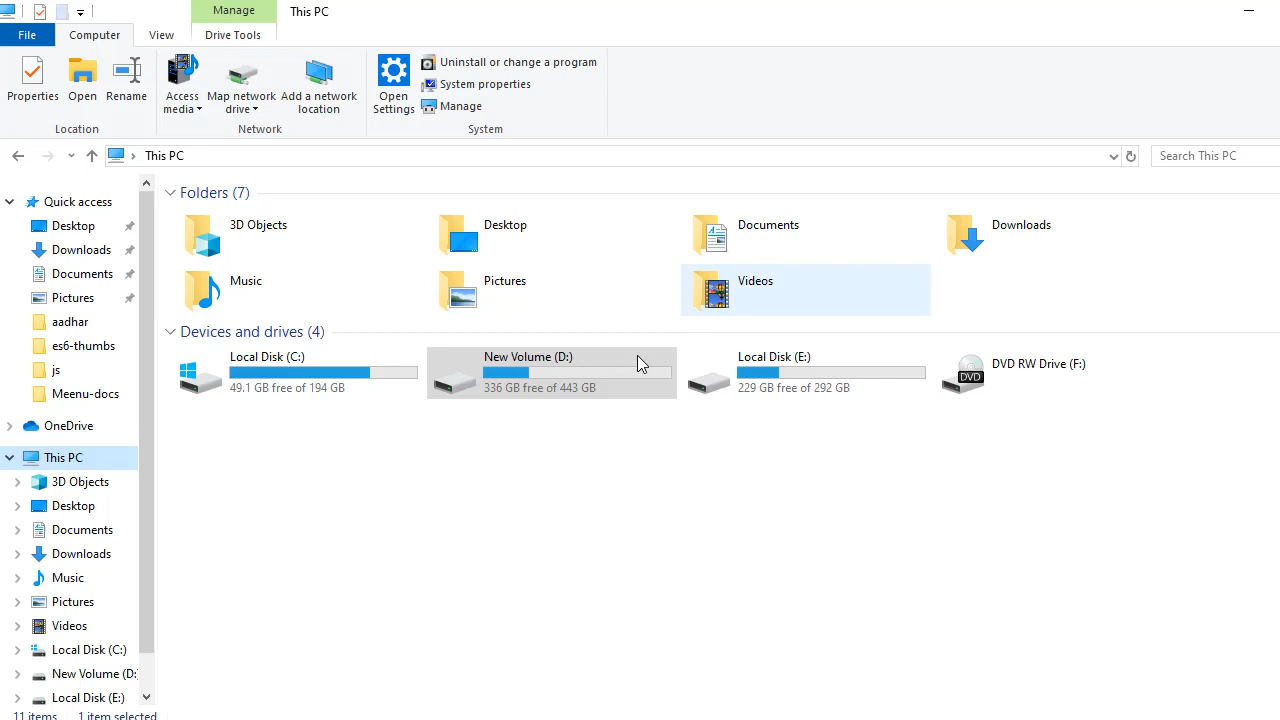 Manage
This PC
File
Computer
View
Drive Tools
Properties
Open
Rename
Access media
Map network drive
Add a network location
Open Settings
Uninstall or change a program
System properties
Manage
Location
Network
System
This PC
Search This PC
Quick access
Desktop
Downloads
Documents
Pictures
aadhar
es6-thumbs
js
Meenu-docs
OneDrive
This PC
3D Objects
Desktop
Documents
Downloads
Music
Pictures
Videos
Local Disk (C:)
New Volume (D:
Local Disk (E:)
Folders (7)
3D Objects
Desktop
Documents
Downloads
Music
Pictures
Videos
Devices and drives (4)
Local Disk (C:)
49.1 GB free of 194 GB
New Volume (D:)
336 GB free of 443 GB
Local Disk (E:)
229 GB free of 292 GB
DVD RW Drive (F:)
DVD
11 items
1 item selected